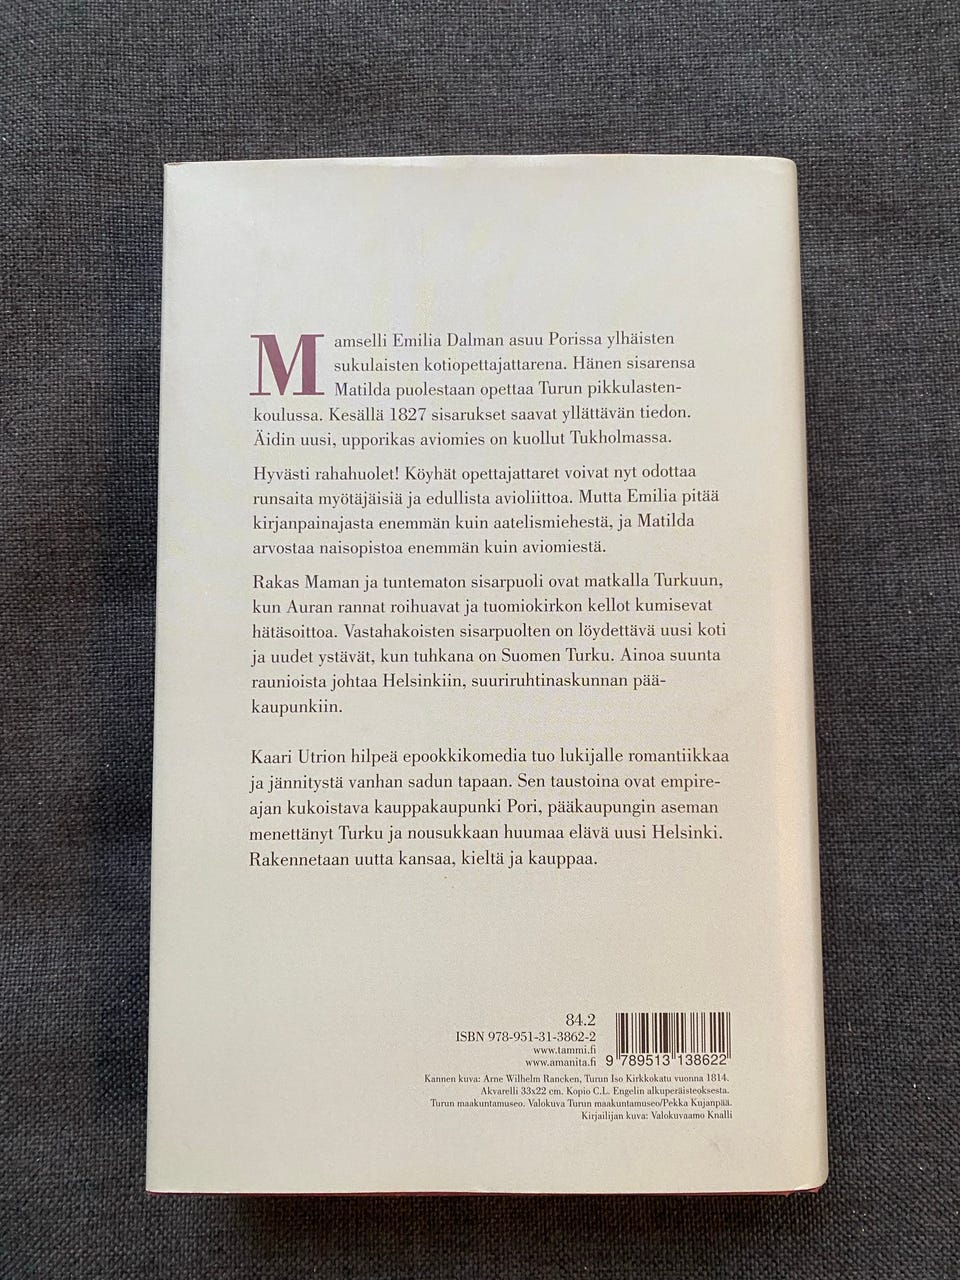 Mamselli Emilia Dalman asuu Porissa ylhäisten
sukulaisten kotiopettajattarena. Hänen sisarensa
Matilda puolestaan opettaa Turun pikkulasten-
koulussa. Kesällä 1827 sisarukset saavat yllättävän tiedon.
Äidin uusi, upporikas aviomies on kuollut Tukholmassa.
Hyvästi rahahuolet! Köyhät opettajattaret voivat nyt odottaa
runsaita myötäjäisiä ja edullista avioliittoa. Mutta Emilia pitää
kirjanpainajasta enemmän kuin aatelismiehestä, ja Matilda
arvostaa naisopistoa enemmän kuin aviomiestä.
Rakas Maman ja tuntematon sisarpuoli ovat matkalla Turkuun,
kun Auran rannat roihuavat ja tuomiokirkon kellot kumisevat
hätäsoittoa. Vastahakoisten sisarpuolten on löydettävä uusi koti
ja uudet ystävät, kun tuhkana on Suomen Turku. Ainoa suunta
raunioista johtaa Helsinkiin, suuriruhtinaskunnan pää-
kaupunkiin.
Kaari Utrion hilpeä epookkikomedia tuo lukijalle romantiikkaa
ja jännitystä vanhan sadun tapaan. Sen taustoina ovat empire-
ajan kukoistava kauppakaupunki Pori, pääkaupungin aseman
menettänyt Turku ja nousukkaan huumaa elävä uusi Helsinki.
Rakennetaan uutta kansaa, kieltä ja kauppaa.
84.2
ISBN 978-951-31-3862-2
www.tammi.fi
www.amanita.fi
9 789513 138622
Kannen kuva: Arne Wilhelm Rancken, Turun Iso Kirkkokatu vuonna 1814.
Akvarelli 33x22 cm. Kopio C.L. Engelin alkuperäisteoksesta.
Turun maakuntamuseo. Valokuva Turun maakuntamuseo/Pekka Kujanpää.
Kirjailijan kuva: Valokuvaamo Knalli